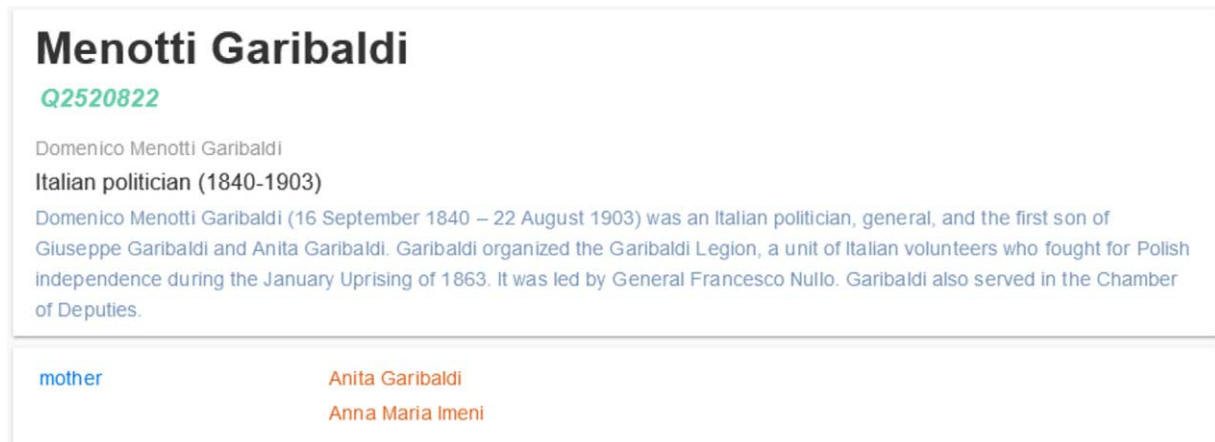 Menotti Garibaldi
Q2520822
Domenico Menotti Garibaldi
Italian politician (1840-1903)
Domenico Menotti Garibaldi (16 September 1840 – 22 August 1903) was an Italian politician, general, and the first son of
Giuseppe Garibaldi and Anita Garibaldi. Garibaldi organized the Garibaldi Legion, a unit of Italian volunteers who fought for Polish
independence during the January Uprising of 1863. It was led by General Francesco Nullo. Garibaldi also served in the Chamber
of Deputies.
mother Anita Garibaldi
Anna Maria Imeni